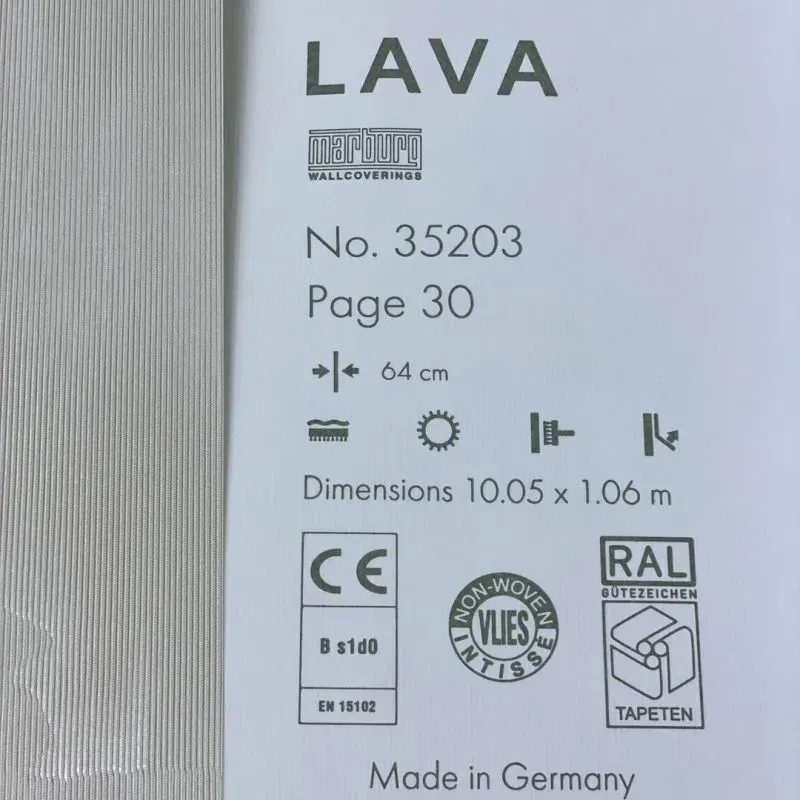 LAVA
marburg
WALLCOVERINGS
No. 35203
Page 30
64 cm
Dimensions 10.05 x 1.06 m
CE
B s1d0
EN 15102
NON-WOVEN
VLIES
INTISSÉ
RAL
GÜTEZEICHEN
TAPETEN
Made in Germany